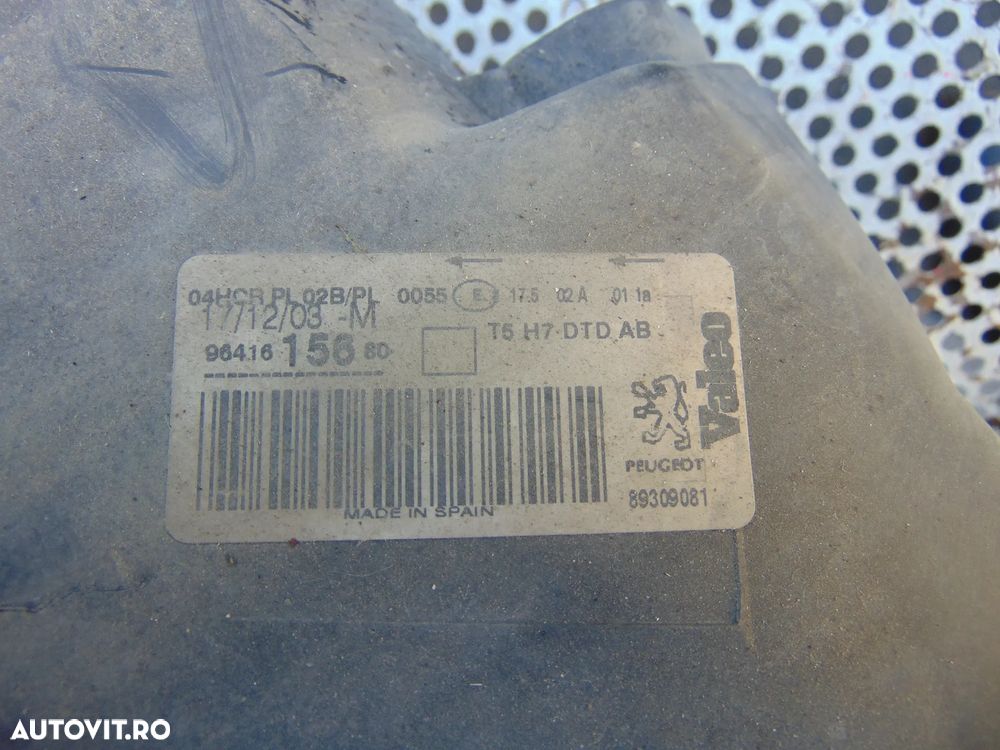 04HCR PL 02B/PL 0055 E 17.5 02 A 01 1a
17/12/03 -M
T5 H7 DTD AB
96416 156 80
Valeo
PEUGEOT
89309081
MADE IN SPAIN
AUTOVIT.RO